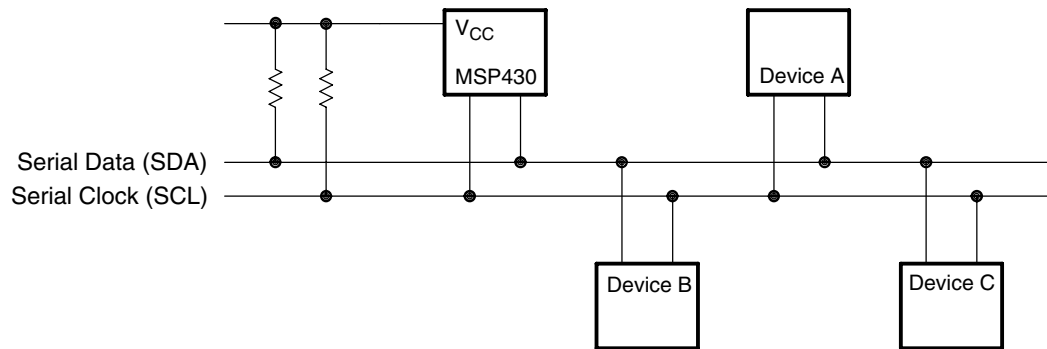 VCC
MSP430
Device A
Serial Data (SDA)
Serial Clock (SCL)
Device B
Device C